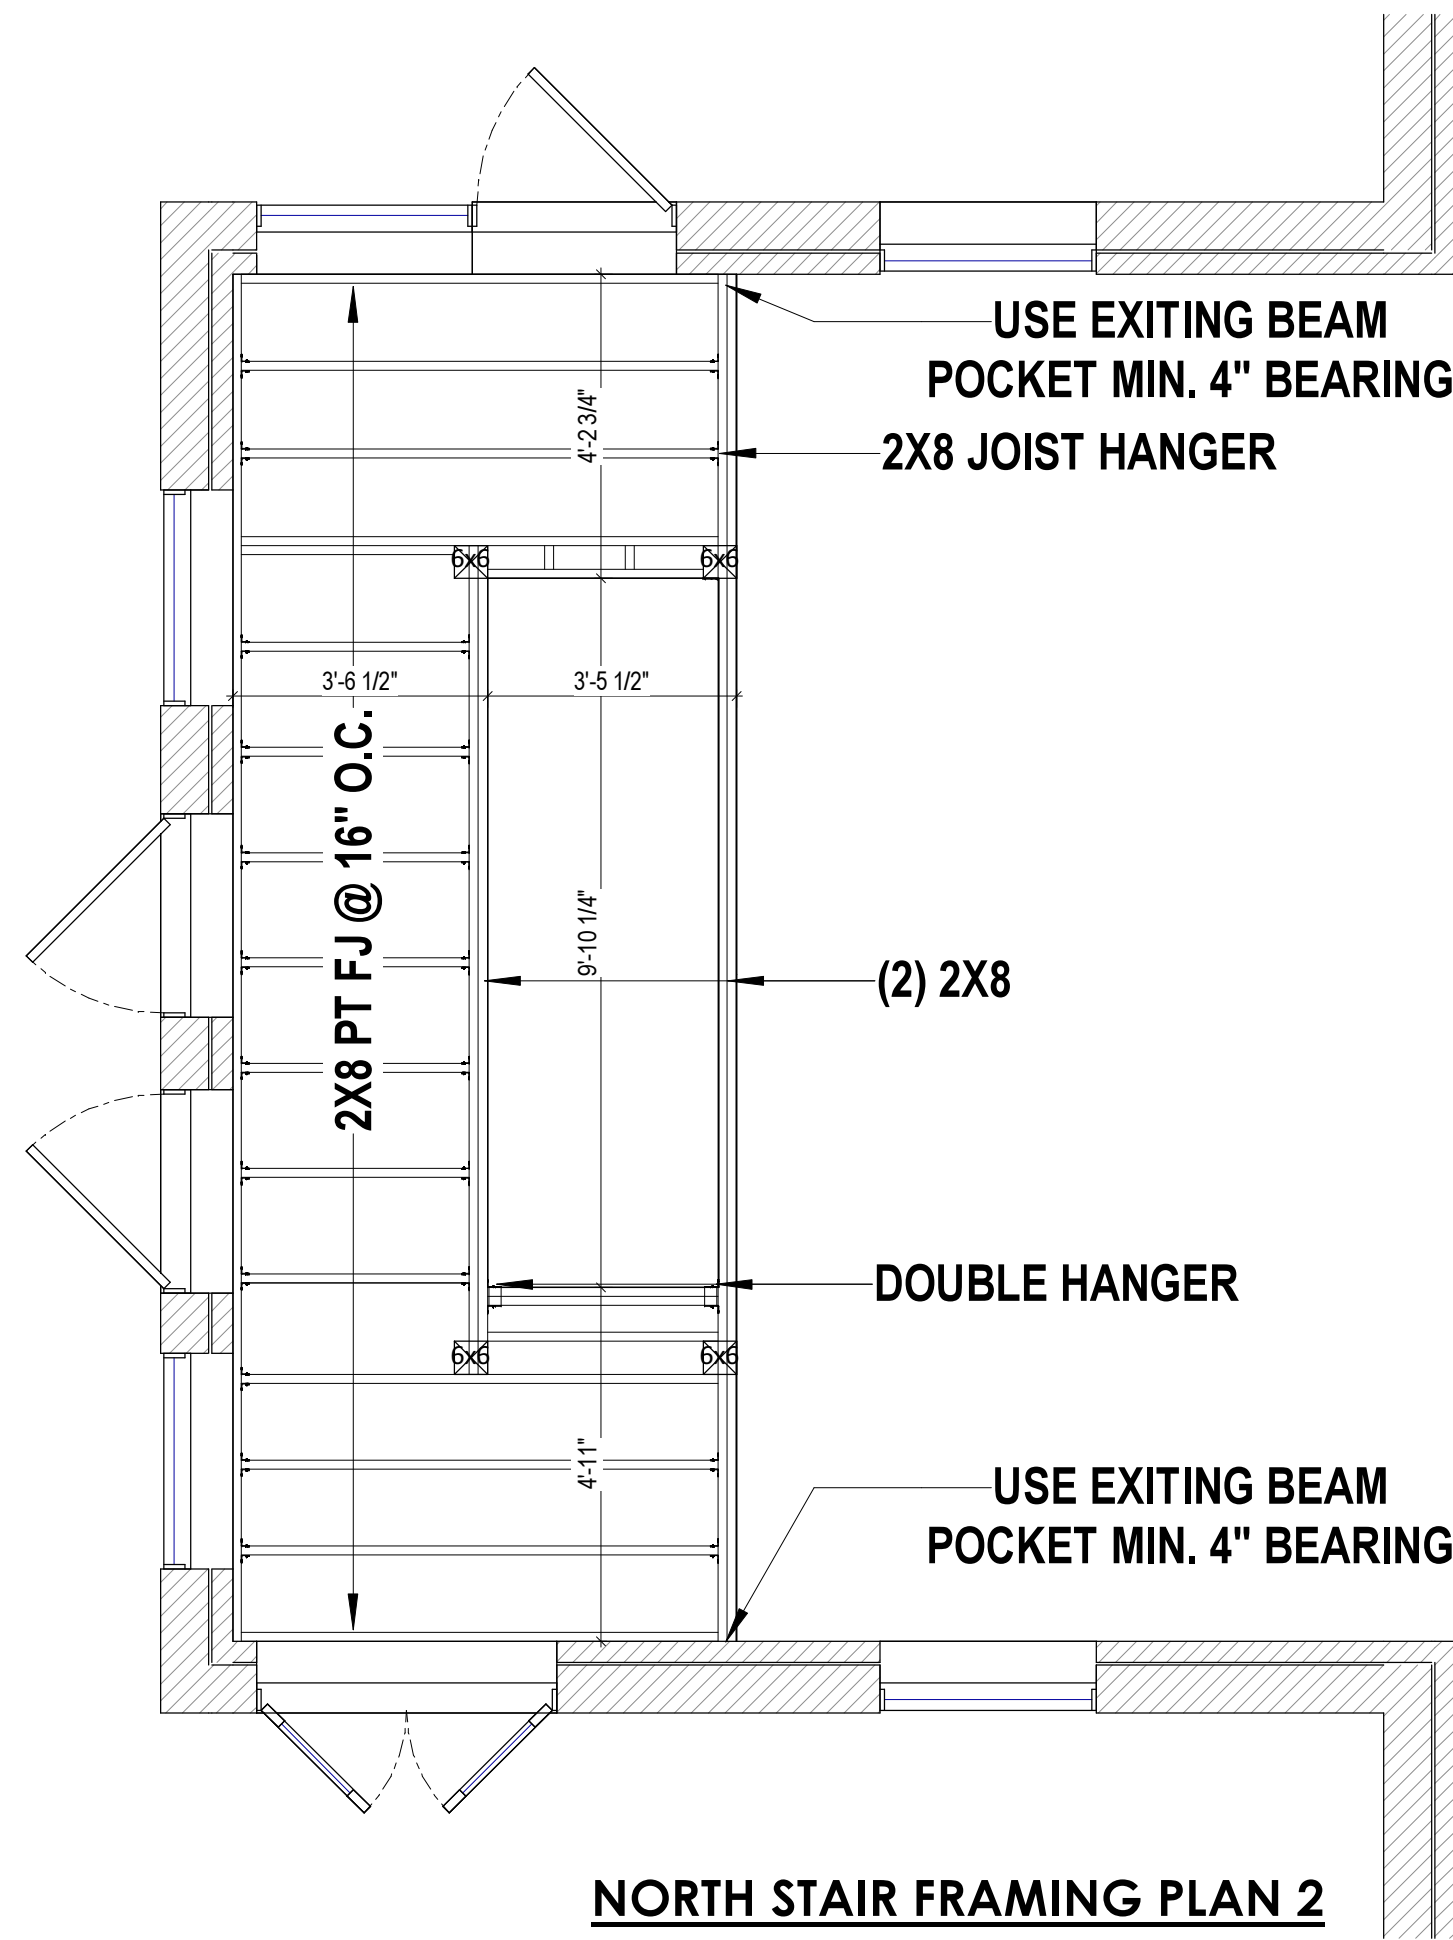 USE EXITING BEAM
POCKET MIN. 4" BEARING
4'-2 3/4"
2X8 JOIST HANGER
6x6
6x6
3'-6 1/2"
3'-5 1/2"
2X8 PT FJ @ 16" O.C.
9'-10 1/4"
(2) 2X8
DOUBLE HANGER
6x6
6x6
4'-11"
USE EXITING BEAM
POCKET MIN. 4" BEARING
NORTH STAIR FRAMING PLAN 2